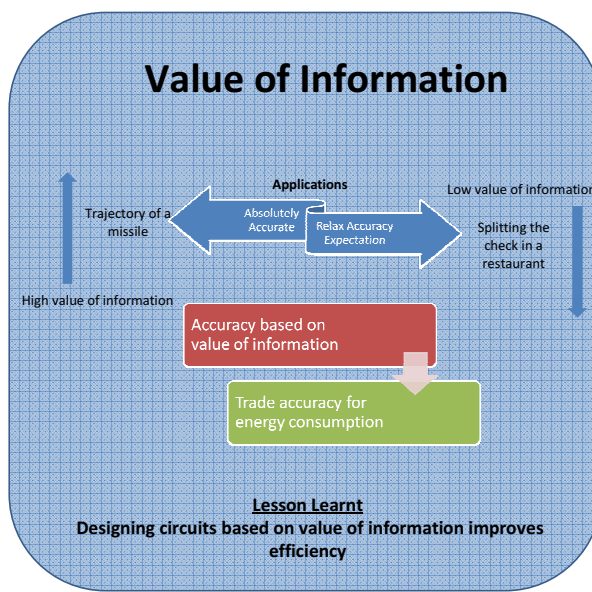 Value of Information
Applications
Low value of information
Trajectory of a
missile
Absolutely
Accurate
Relax Accuracy
Expectation
Splitting the
check in a
restaurant
High value of information
Accuracy based on
value of information
Trade accuracy for
energy consumption
Lesson Learnt
Designing circuits based on value of information improves
efficiency